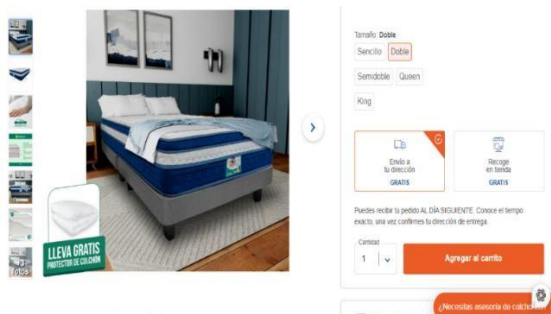 Tamaño: Doble
Sencillo Doble
Semidoble Queen
King
Envío a
tu dirección
GRATIS
Recoge
en tienda
GRATIS
Puedes recibir tu pedido AL DÍA SIGUIENTE. Conoce el tiempo
exacto, una vez confirmes tu dirección de entrega.
Cantidad
1
Agregar al carrito
LLEVA GRATIS
PROTECTOR DE COLCHÓN
fotos
¿Necesitas asesoría de